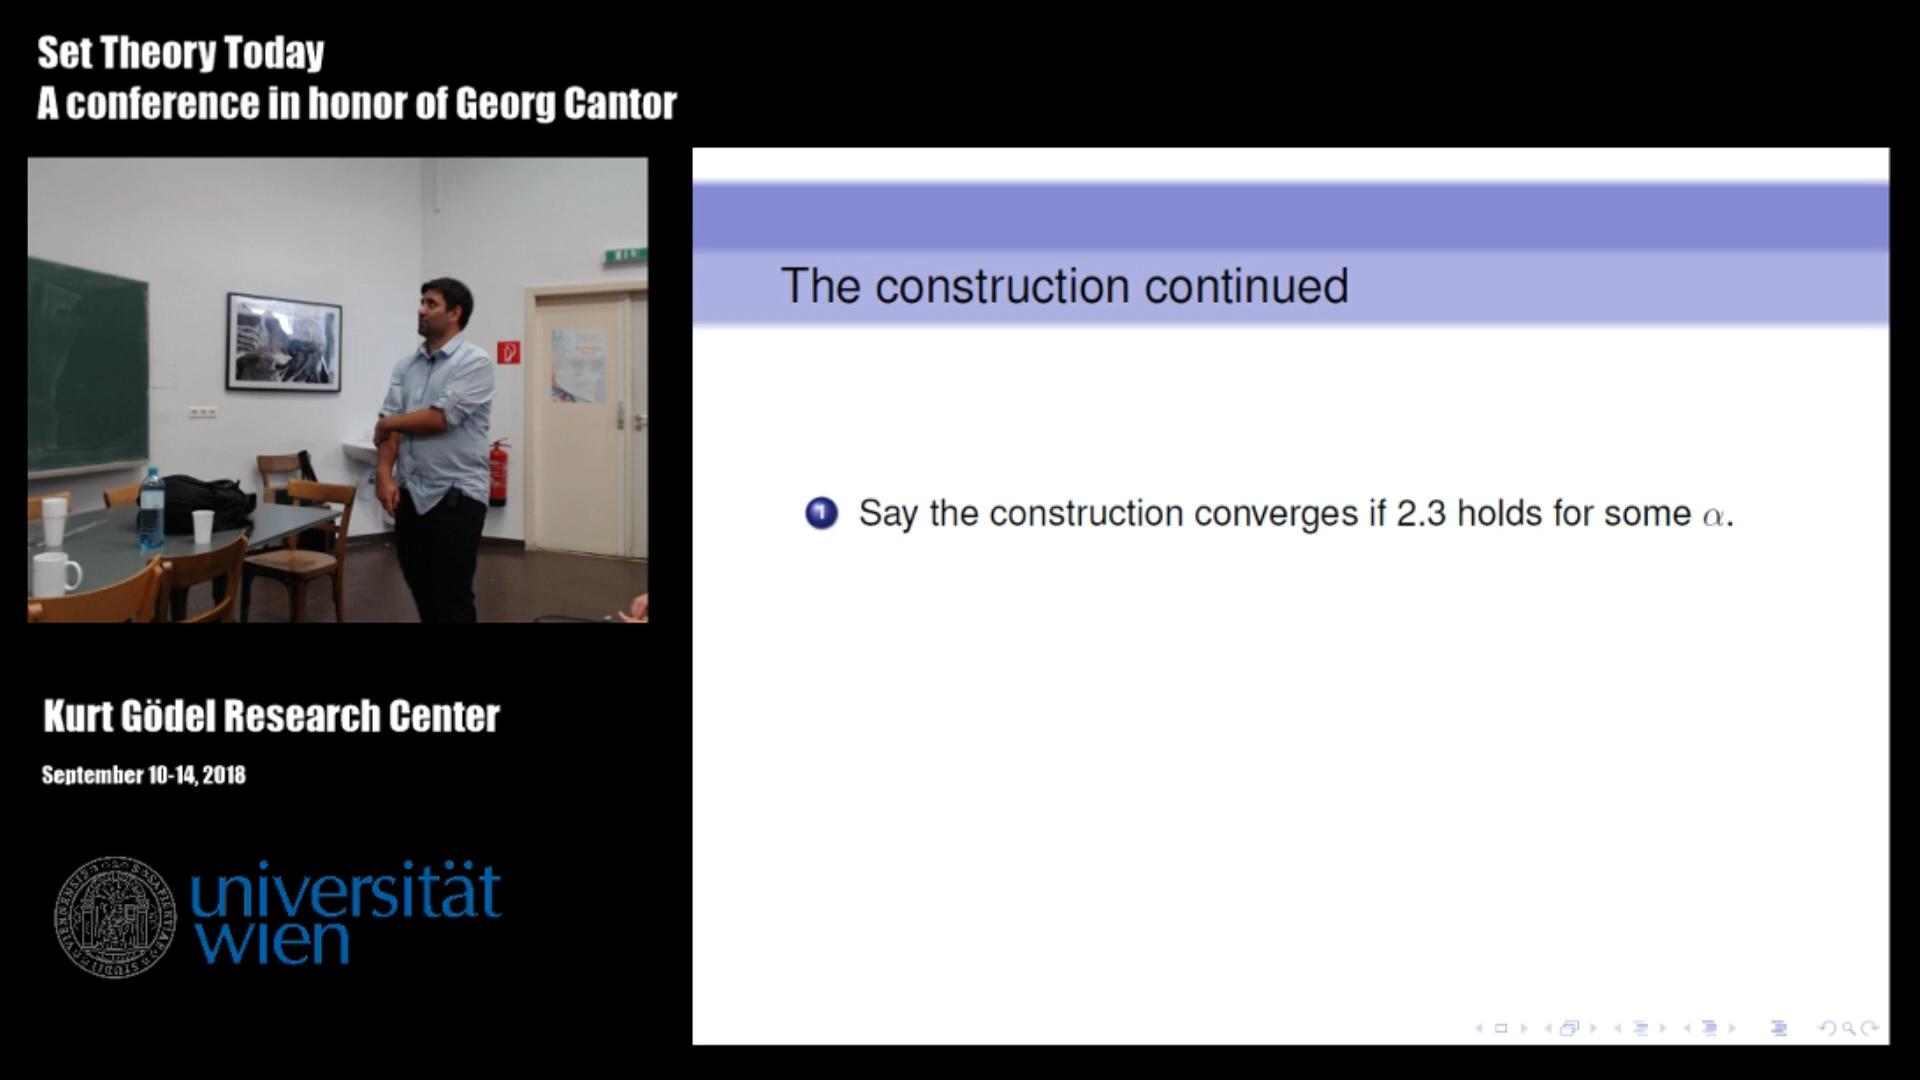 Set Theory Today
A conference in honor of Georg Cantor
The construction continued
1 Say the construction converges if 2.3 holds for some α.
Kurt Gödel Research Center
September 10-14, 2018
universität
wien